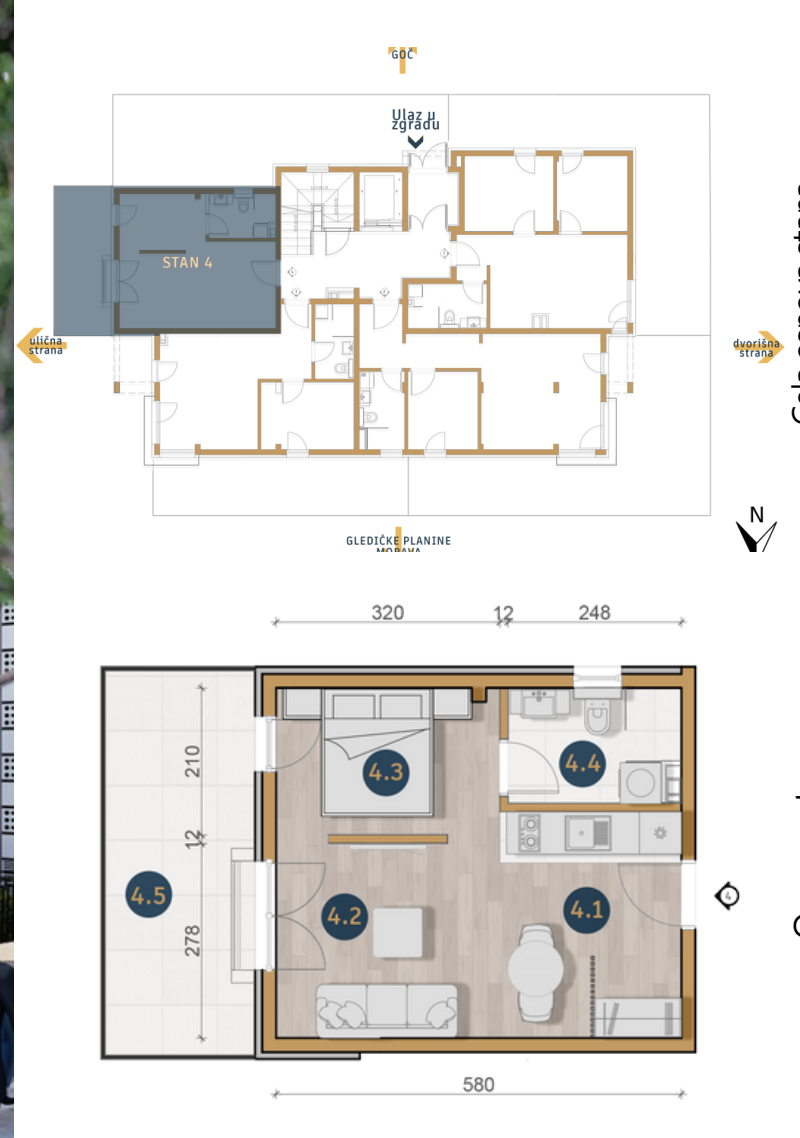 GOČ
Ulaz u
zgradu
STAN 4
ulična
strana
dvorišna
strana
GLEDIČKE PLANINE
MORAVA
N
320
12
248
210
12
278
4.3
4.4
4.5
4.2
4.1
4
580